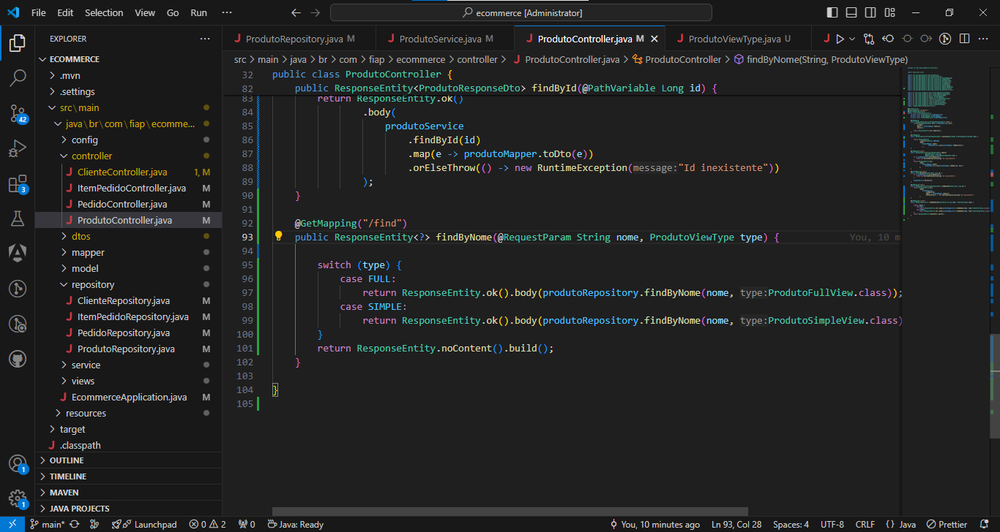 File Edit Selection View Go Run ··· ecommerce [Administrator]
EXPLORER ···
ECOMMERCE
.mvn
.settings
src\main
java\br\com\fiap\ecomme...
config
controller
ClienteController.java 1, M
ItemPedidoController.java M
PedidoController.java M
ProdutoController.java M
dtos
mapper
model
repository
ClienteRepository.java M
ItemPedidoRepository.java M
PedidoRepository.java M
ProdutoRepository.java M
service
views
EcommerceApplication.java M
resources
target
.classpath
OUTLINE
TIMELINE
MAVEN
JAVA PROJECTS
42
3
1
1
ProdutoRepository.java M ProdutoService.java M ProdutoController.java M ProdutoViewType.java U
src > main > java > br > com > fiap > ecommerce > controller > ProdutoController.java > ProdutoController > findByNome(String, ProdutoViewType)
32 public class ProdutoController {
82 public ResponseEntity<ProdutoResponseDto> findById(@PathVariable Long id) {
83 return ResponseEntity.ok()
84 .body(
85 produtoService
86 .findById(id)
87 .map(e -> produtoMapper.toDto(e))
88 .orElseThrow(() -> new RuntimeException(message:"Id inexistente"))
89 );
90 }
91
92 @GetMapping("/find")
93 public ResponseEntity<?> findByNome(@RequestParam String nome, ProdutoViewType type) { You, 10 m
94
95 switch (type) {
96 case FULL:
97 return ResponseEntity.ok().body(produtoRepository.findByNome(nome, type:ProdutoFullView.class));
98 case SIMPLE:
99 return ResponseEntity.ok().body(produtoRepository.findByNome(nome, type:ProdutoSimpleView.class)
100 }
101 return ResponseEntity.noContent().build();
102 }
103
104 }
105
main* Launchpad 0 2 0 Java: Ready You, 10 minutes ago Ln 93, Col 28 Spaces: 4 UTF-8 CRLF {} Java Prettier